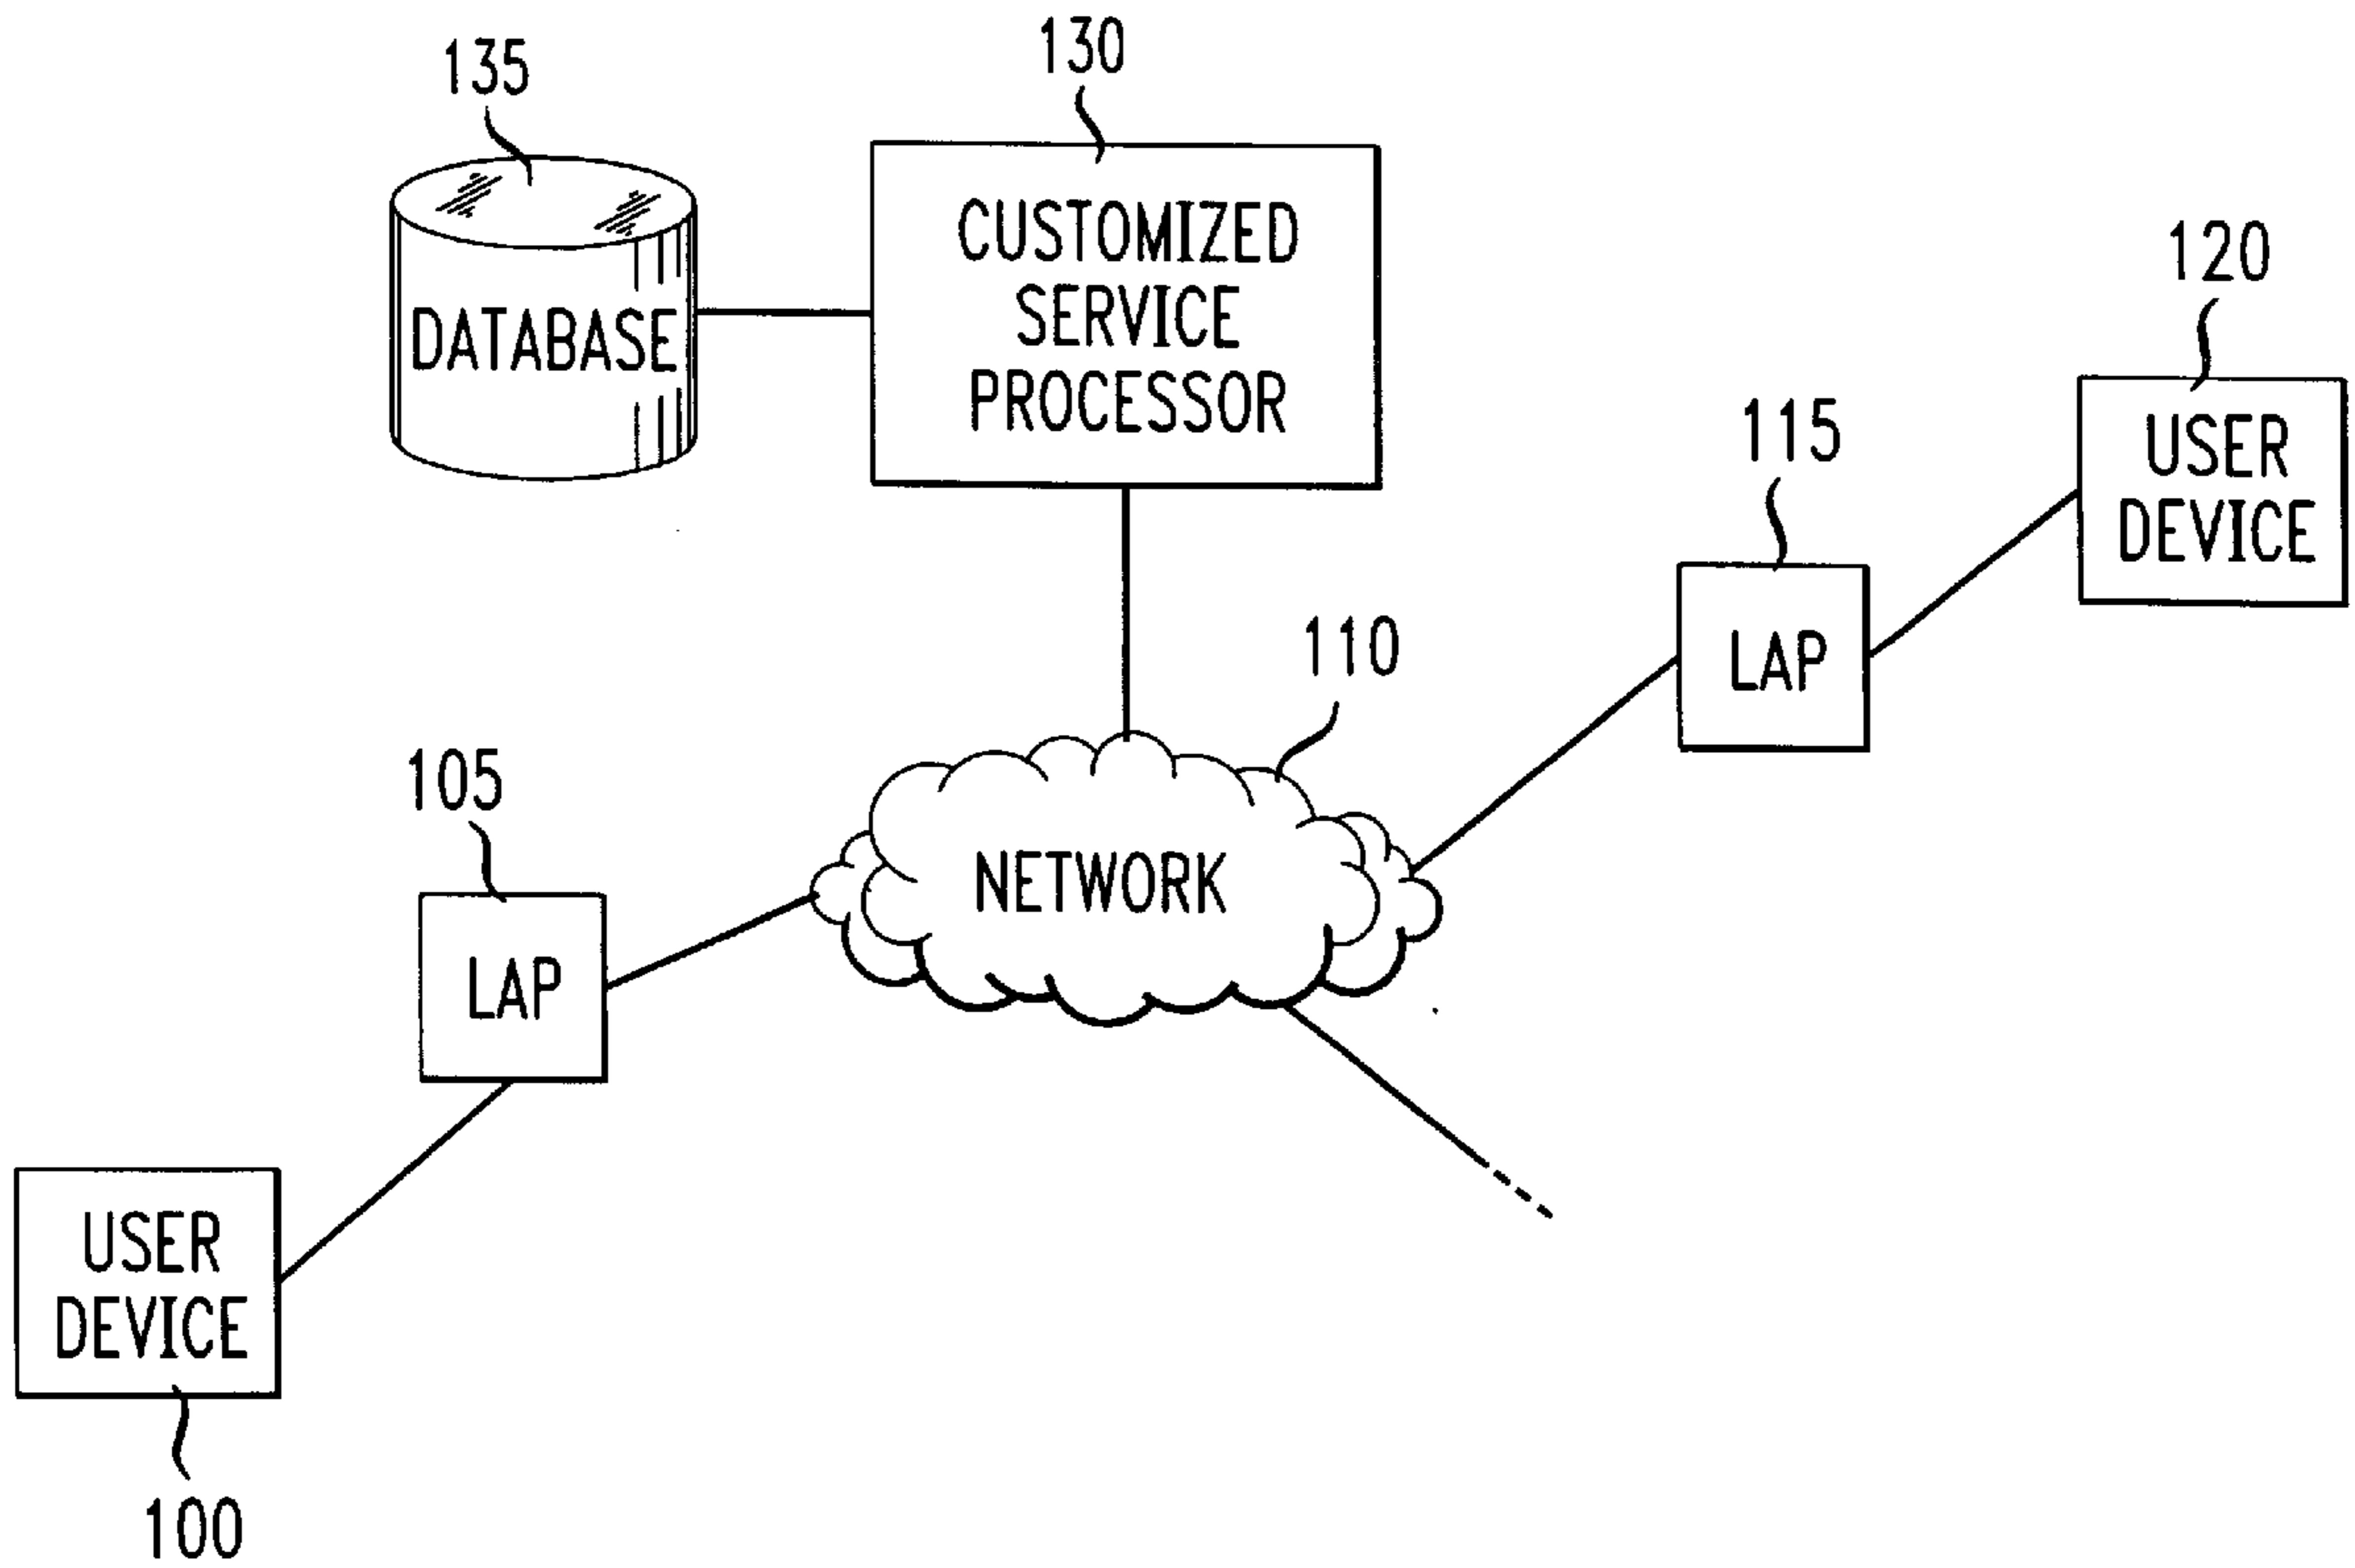 130
135
CUSTOMIZED
SERVICE
PROCESSOR
DATABASE
120
USER
DEVICE
115
LAP
110
NETWORK
105
LAP
USER
DEVICE
100